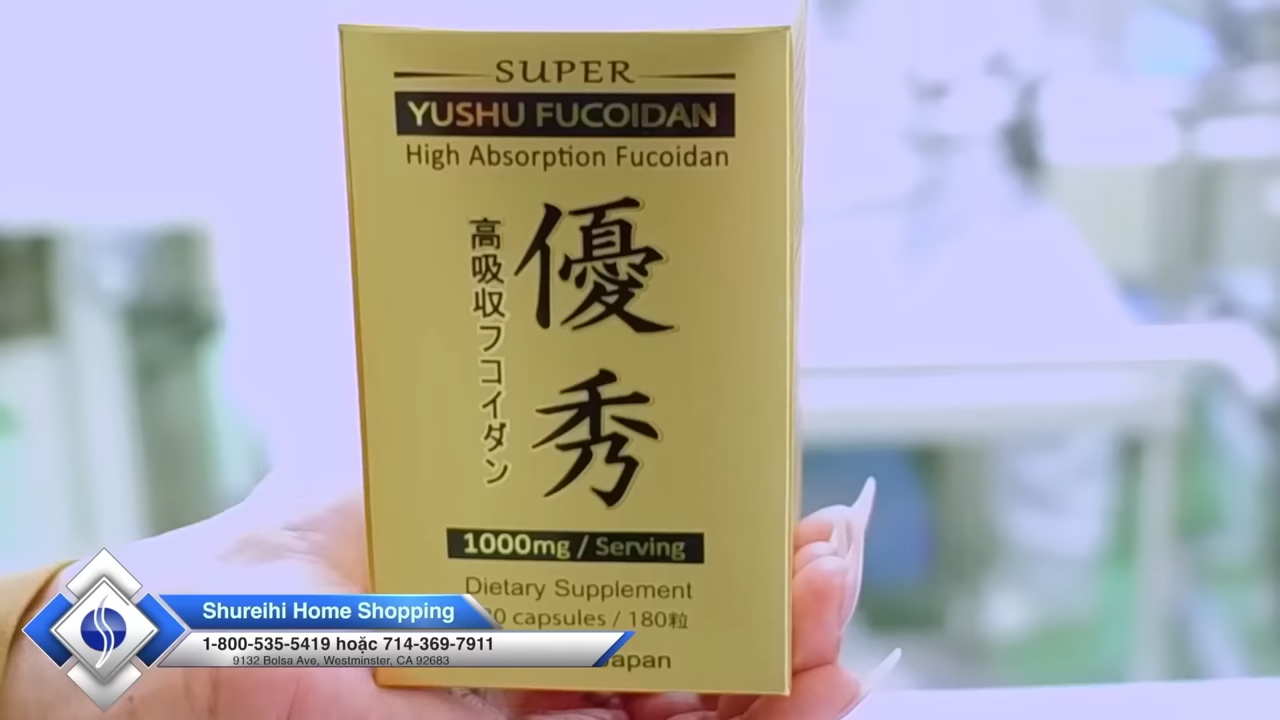 SUPER
YUSHU FUCOIDAN
High Absorption Fucoidan
優秀
高吸収フコイダン
1000mg / Serving
Dietary Supplement
capsules / 180粒
Shureihi Home Shopping
1-800-535-5419 hoặc 714-369-7911
9132 Bolsa Ave, Westminster, CA 92683